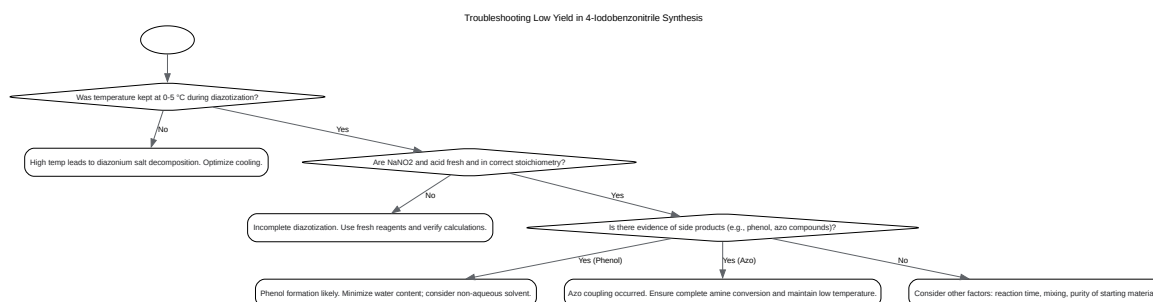 Troubleshooting Low Yield in 4-Iodobenzonitrile Synthesis
Was temperature kept at 0-5 °C during diazotization?
No
Yes
High temp leads to diazonium salt decomposition. Optimize cooling.
Are NaNO2 and acid fresh and in correct stoichiometry?
No
Yes
Incomplete diazotization. Use fresh reagents and verify calculations.
Is there evidence of side products (e.g., phenol, azo compounds)?
Yes (Phenol)
Yes (Azo)
No
Phenol formation likely. Minimize water content; consider non-aqueous solvent.
Azo coupling occurred. Ensure complete amine conversion and maintain low temperature.
Consider other factors: reaction time, mixing, purity of starting materia